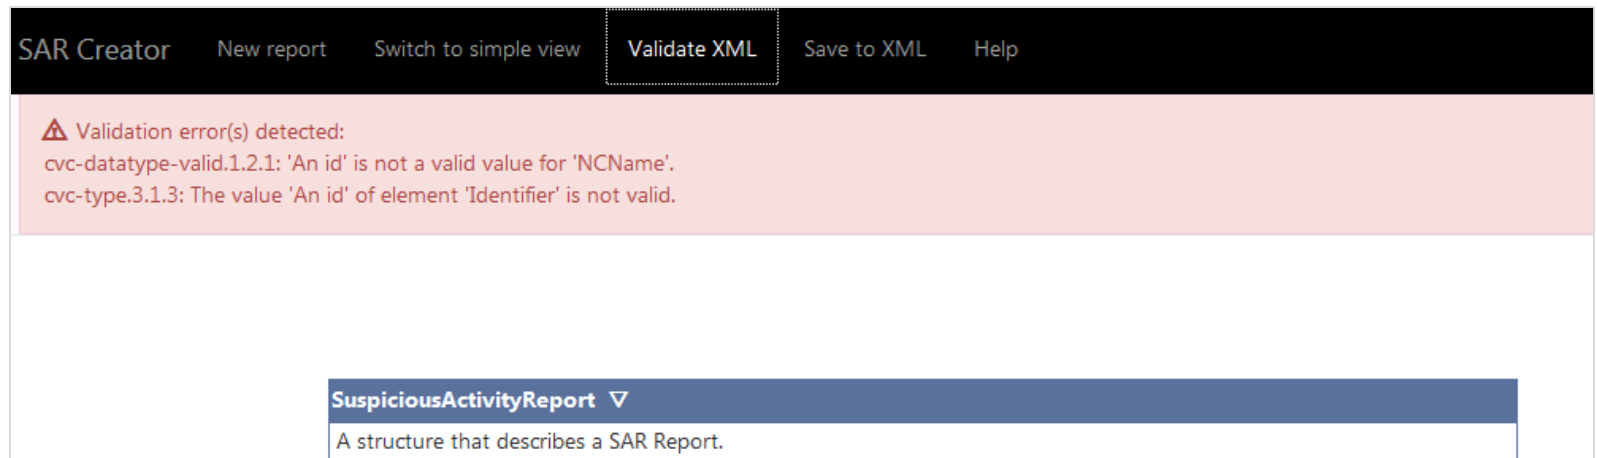 SAR Creator New report Switch to simple view Validate XML Save to XML Help
Validation error(s) detected:
cvc-datatype-valid.1.2.1: 'An id' is not a valid value for 'NCName'.
cvc-type.3.1.3: The value 'An id' of element 'Identifier' is not valid.
SuspiciousActivityReport
A structure that describes a SAR Report.